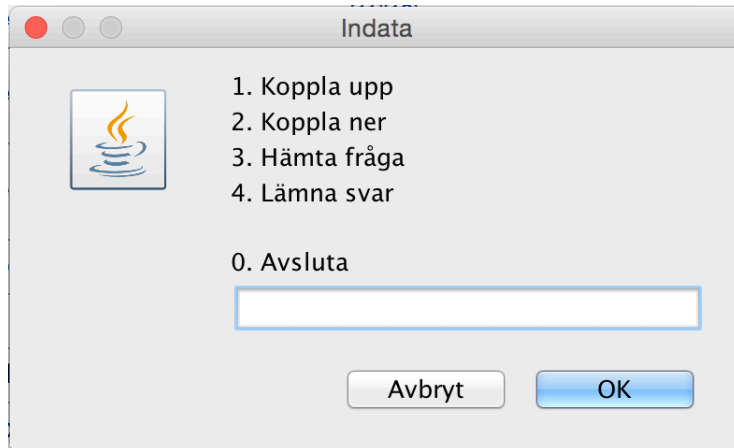 Indata
1. Koppla upp
2. Koppla ner
3. Hämta fråga
4. Lämna svar
0. Avsluta
Avbryt
OK